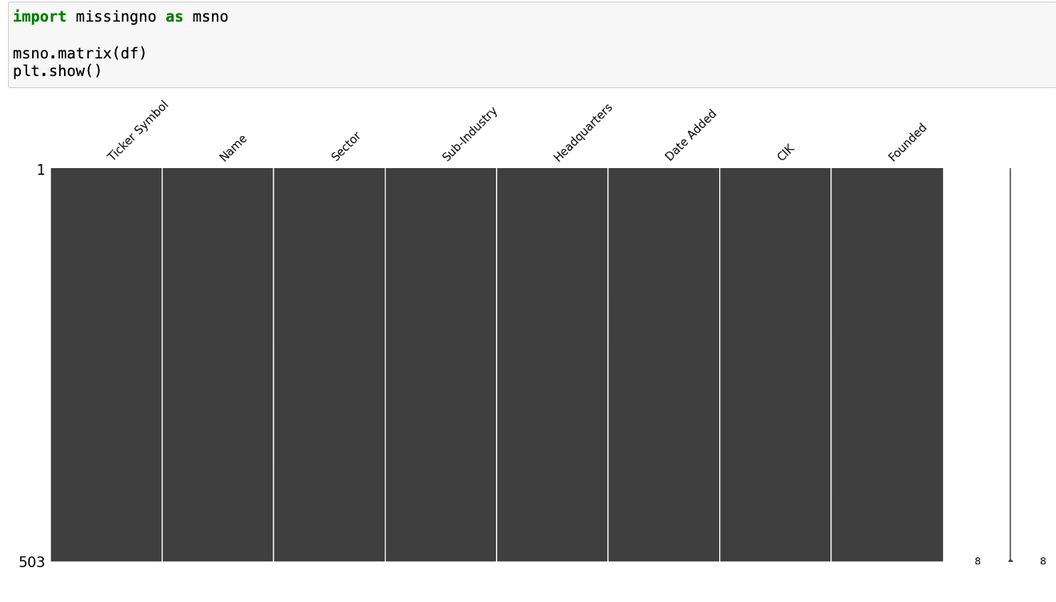 import missingno as msno
msno.matrix(df)
plt.show()
Ticker Symbol
Name
Sector
Sub-Industry
Headquarters
Date Added
CIK
Founded
1
503
8
8